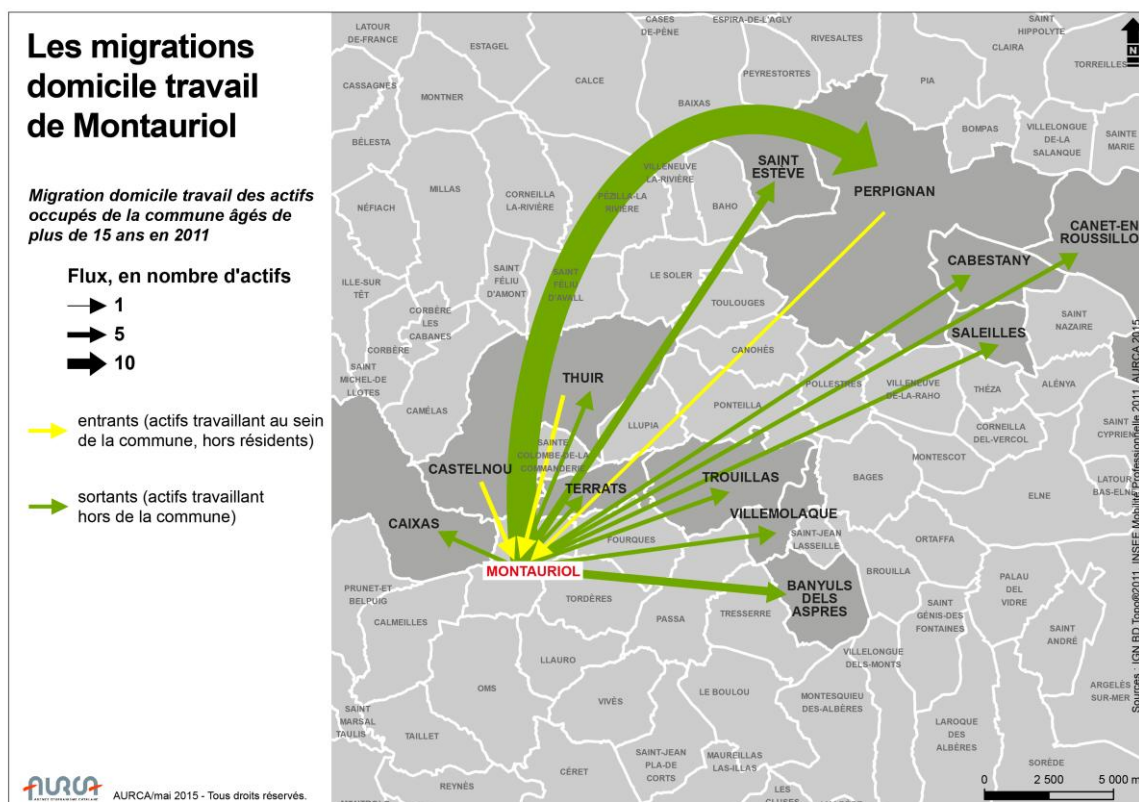 Les migrations
domicile travail
de Montauriol
Migration domicile travail des actifs
occupés de la commune âgés de
plus de 15 ans en 2011
Flux, en nombre d'actifs
1
5
10
entrants (actifs travaillant au sein
de la commune, hors résidents)
sortants (actifs travaillant
hors de la commune)
AURCA
AURCA/mai 2015 - Tous droits réservés.
LATOUR
DE-FRANCE
ESTAGEL
CASES
DE-PÈNE
ESPIRA-DE-L'AGLY
RIVESALTES
SAINT
HIPPOLYTE
CLAIRA
N
TORREILLES
CASSAGNES
MONTNER
CALCE
PEYRESTORTES
PIA
BAIXAS
BÉLESTA
BOMPAS
VILLELONGUE
DE-LA
SALANQUE
SAINTE
MARIE
VILLENEUVE
LA-RIVIÈRE
SAINT
ESTÈVE
PERPIGNAN
NÉFIACH
MILLAS
CORNEILLA
LA-RIVIÈRE
PÉZILLA-LA
RIVIÈRE
BAHO
CANET-EN
ROUSSILLO
CABESTANY
ILLE-SUR
TÊT
SAINT
FÉLIU
D'AMONT
SAINT
FÉLIU
D'AVALL
LE SOLER
TOULOUGES
CORBÈRE
LES
CABANES
SALEILLES
SAINT
NAZAIRE
CORBÈRE
SAINT
MICHEL-DE
LLOTES
CANOHÈS
THUIR
POLLESTRES
VILLENEUVE
DE-LA-RAHO
THÉZA
ALÉNYA
CAMÉLAS
PONTEILLA
LLUPIA
CORNEILLA
DEL-VERCOL
SAINT
CYPRIEN
SAINTE
COLOMBE-DE-LA
COMMANDERIE
MONTESCOT
CASTELNOU
TERRATS
TROUILLAS
BAGES
LATOUR
BAS-ELNE
ELNE
VILLEMOLAQUE
CAIXAS
FOURQUES
SAINT-JEAN
LASSEILLE
ORTAFFA
MONTAURIOL
BANYULS
DELS
ASPRES
BROUILLA
PRUNET-ET
BELPUIG
TORDÈRES
PALAU
DEL
VIDRE
CALMEILLES
PASSA
TRESSERRE
SAINT
GÉNIS-DES
FONTAINES
SAINT
ANDRÉ
LLAURO
VILLELONGUE
DELS-MONTS
OMS
VIVÈS
LE BOULOU
MONTESQUIEU
DES-ALBÈRES
ARGELÈS
SUR-MER
SAINT
MARSAL
TAULIS
TAILLET
LAROQUE
DES
ALBÈRES
SAINT-JEAN
PLA-DE
CORTS
MAUREILLAS
LAS-ILLAS
SORÈDE
CÉRET
REYNÈS
LES
0 2 500 5 000 m
Sources : IGN BD Topo®2011, INSEE Mobilité Professionnelle 2011, AURCA 2015